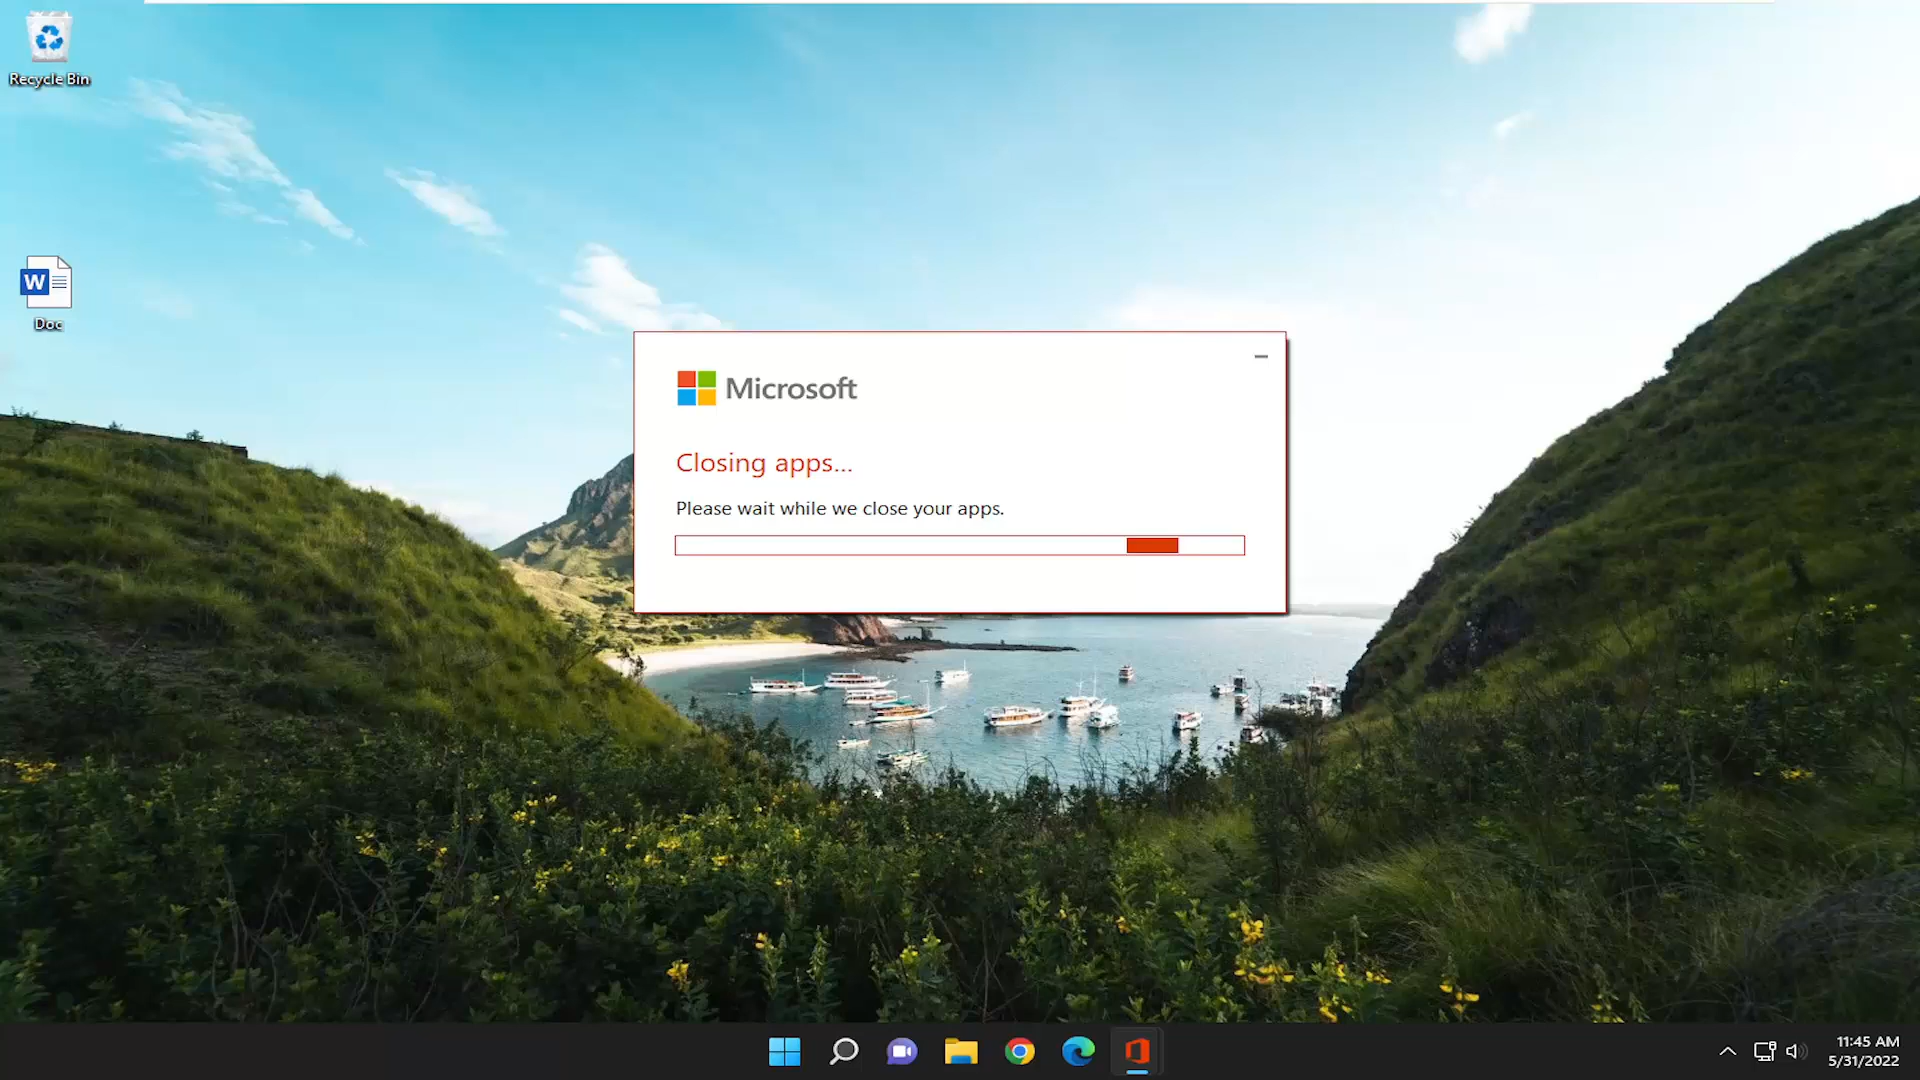 Recycle Bin
W
Doc
Microsoft
Closing apps...
Please wait while we close your apps.
11:45 AM
5/31/2022